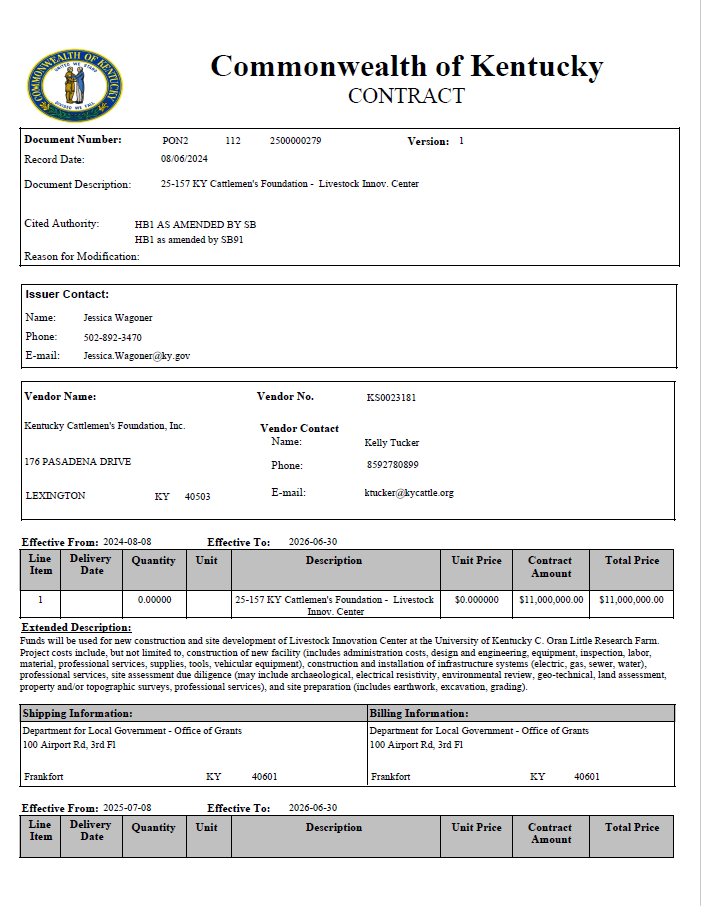 COMMONWEALTH OF KENTUCKY
UNITED WE STAND
DIVIDED WE FALL
Commonwealth of Kentucky
CONTRACT
Document Number: PON2 112 2500000279 Version: 1
Record Date: 08/06/2024
Document Description: 25-157 KY Cattlemen's Foundation - Livestock Innov. Center
Cited Authority: HB1 AS AMENDED BY SB
HB1 as amended by SB91
Reason for Modification:
Issuer Contact:
Name: Jessica Wagoner
Phone: 502-892-3470
E-mail: Jessica.Wagoner@ky.gov
Vendor Name: Vendor No. KS0023181
Kentucky Cattlemen's Foundation, Inc. Vendor Contact
Name: Kelly Tucker
176 PASADENA DRIVE Phone: 8592780899
LEXINGTON KY 40503 E-mail: ktucker@kycattle.org
Effective From: 2024-08-08 Effective To: 2026-06-30
Line Item Delivery Date Quantity Unit Description Unit Price Contract Amount Total Price
1 0.00000 25-157 KY Cattlemen's Foundation - Livestock $0.000000 $11,000,000.00 $11,000,000.00
Innov. Center
Extended Description:
Funds will be used for new construction and site development of Livestock Innovation Center at the University of Kentucky C. Oran Little Research Farm.
Project costs include, but not limited to, construction of new facility (includes administration costs, design and engineering, equipment, inspection, labor,
material, professional services, supplies, tools, vehicular equipment), construction and installation of infrastructure systems (electric, gas, sewer, water),
professional services, site assessment due diligence (may include archaeological, electrical resistivity, environmental review, geo-technical, land assessment,
property and/or topographic surveys, professional services), and site preparation (includes earthwork, excavation, grading).
Shipping Information: Billing Information:
Department for Local Government - Office of Grants Department for Local Government - Office of Grants
100 Airport Rd, 3rd Fl 100 Airport Rd, 3rd Fl
Frankfort KY 40601 Frankfort KY 40601
Effective From: 2025-07-08 Effective To: 2026-06-30
Line Item Delivery Date Quantity Unit Description Unit Price Contract Amount Total Price